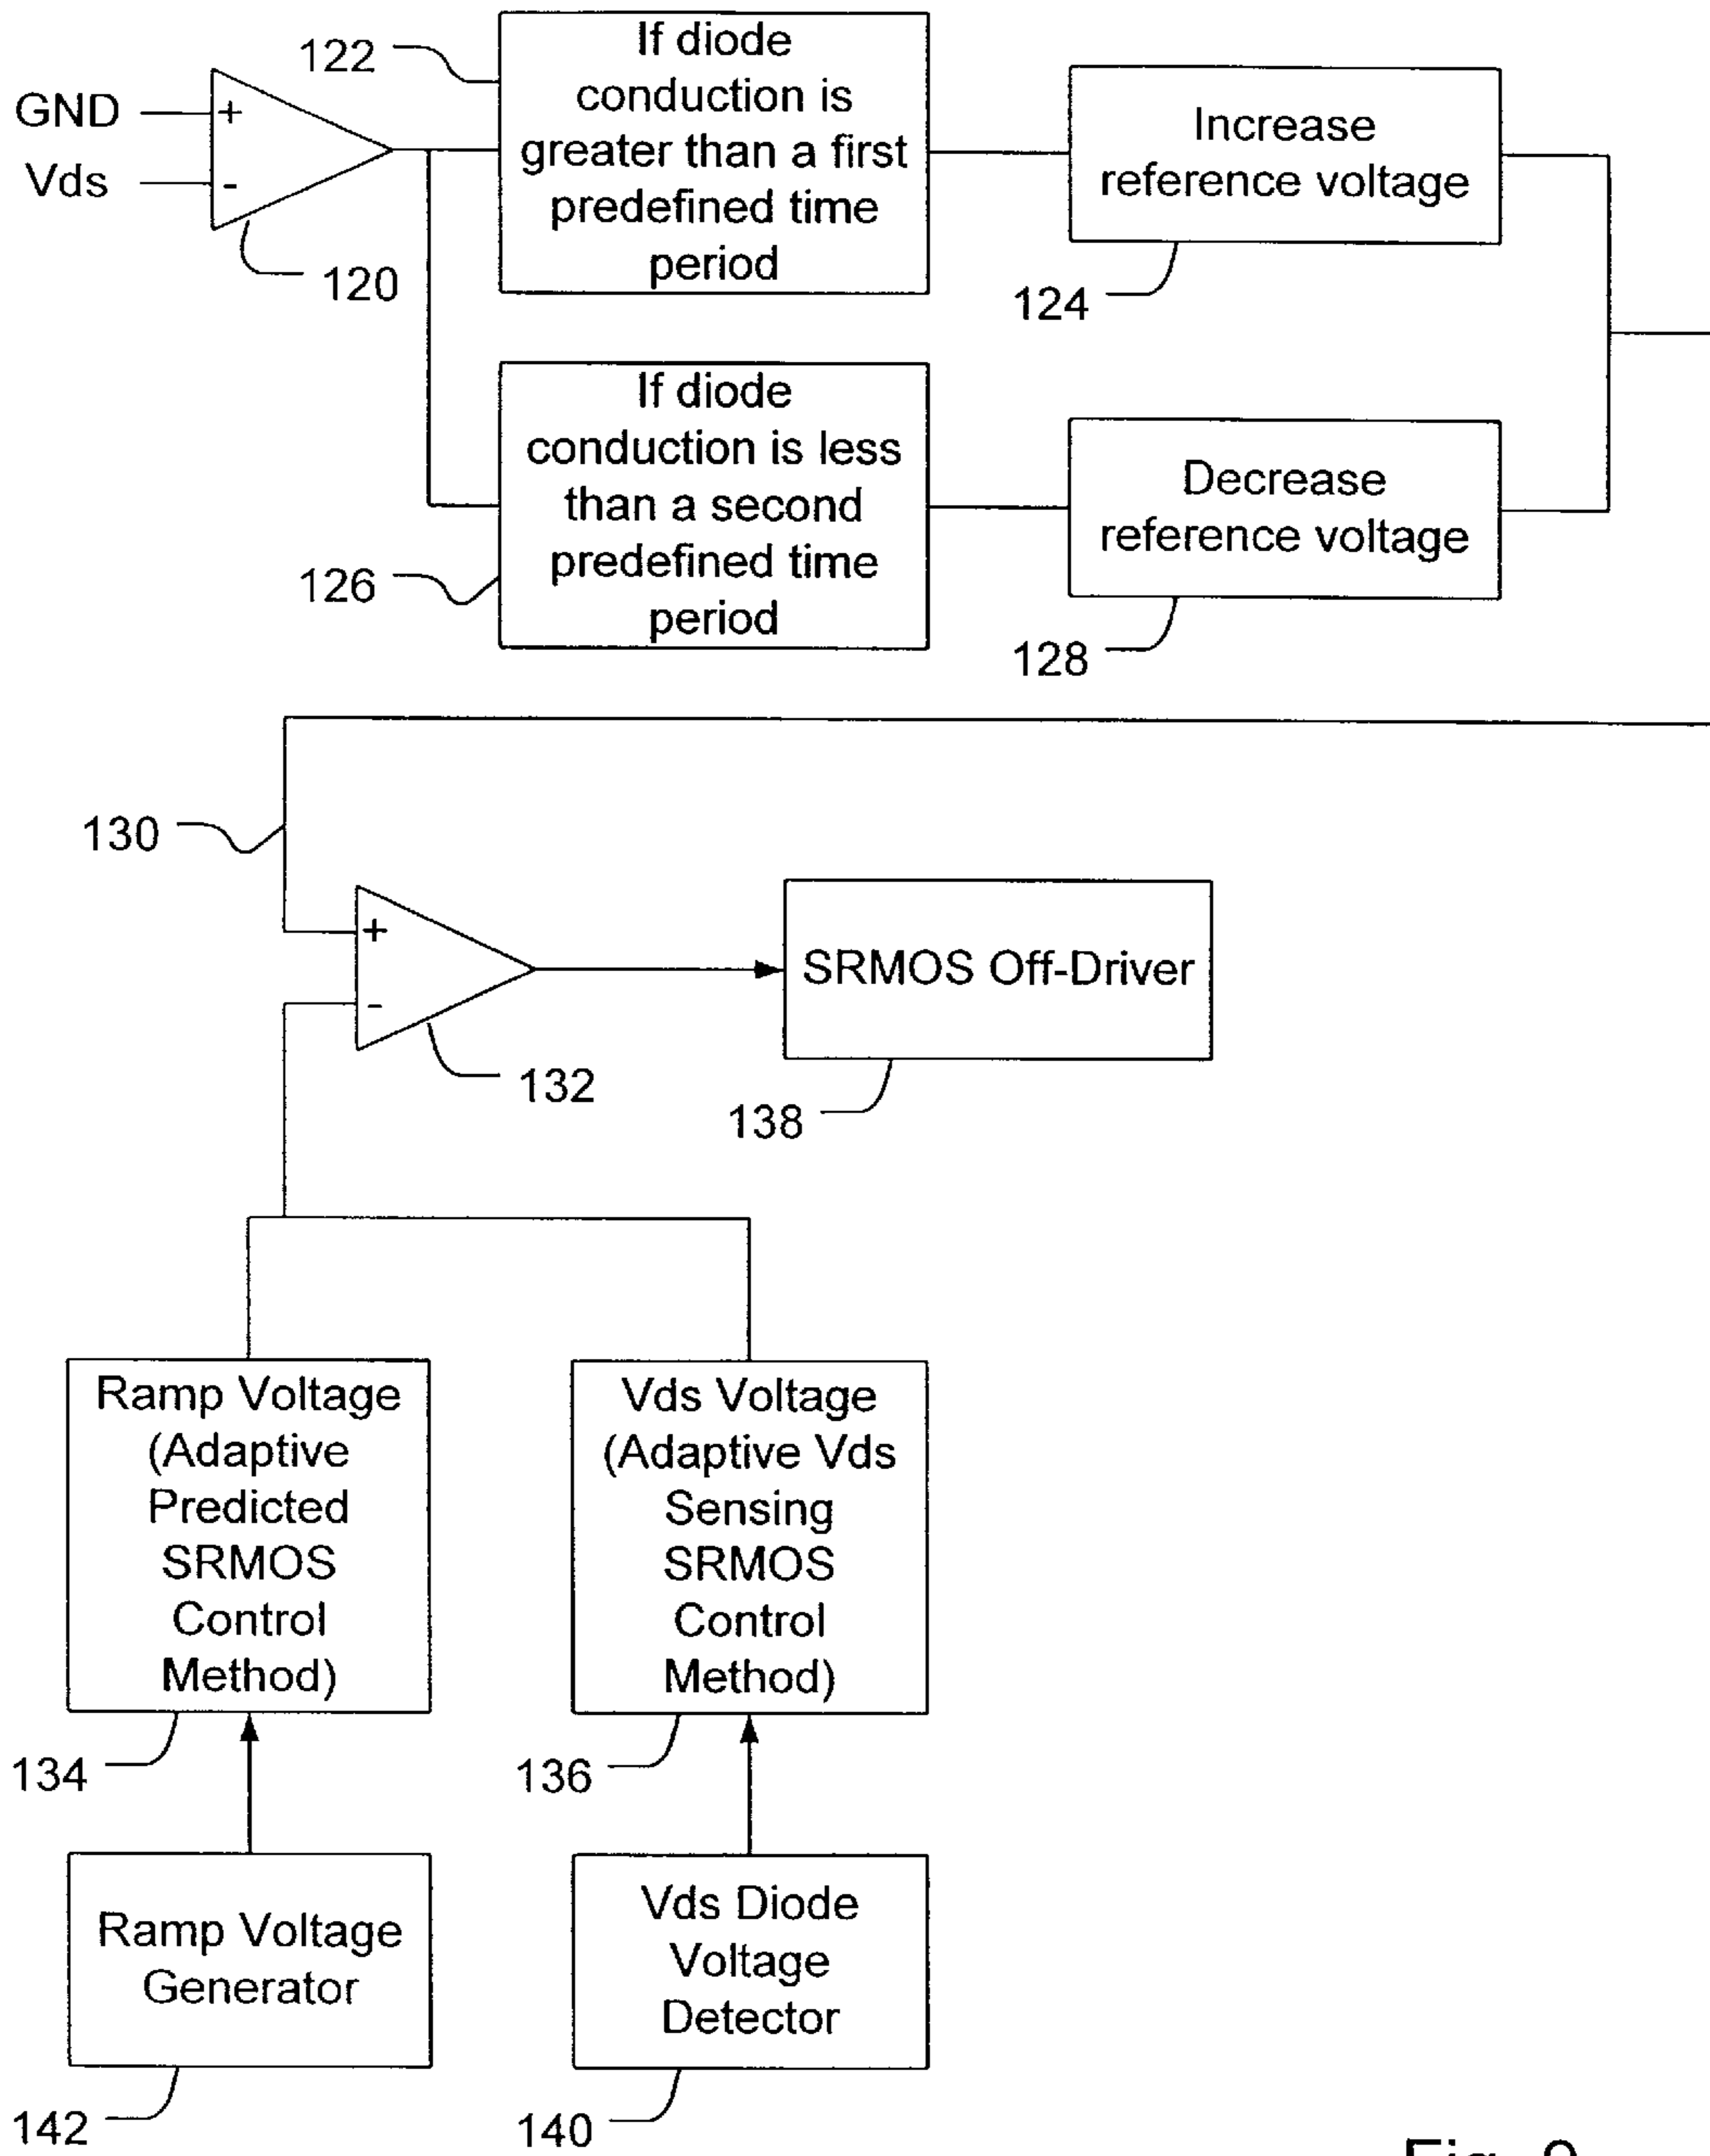 122
If diode
conduction is
greater than a first
predefined time
period
GND
+
Vds
-
120
Increase
reference voltage
124
If diode
conduction is less
than a second
predefined time
period
126
Decrease
reference voltage
128
130
+
-
132
SRMOS Off-Driver
138
Ramp Voltage
(Adaptive
Predicted
SRMOS
Control
Method)
134
Vds Voltage
(Adaptive Vds
Sensing
SRMOS
Control
Method)
136
Ramp Voltage
Generator
142
Vds Diode
Voltage
Detector
140
Fig.